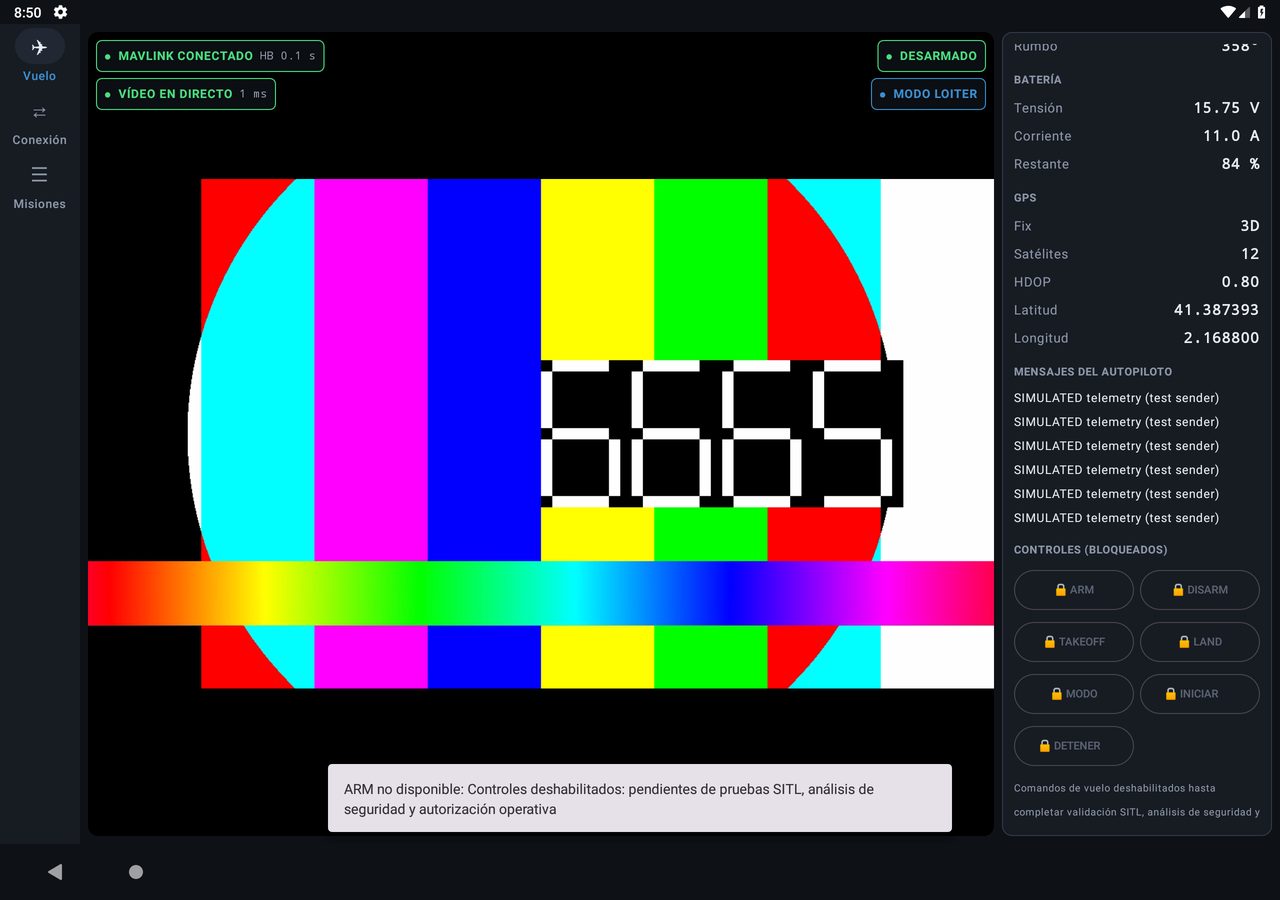 8:50
Vuelo
Conexión
Misiones
MAVLINK CONECTADO HB 0.1 s
VÍDEO EN DIRECTO 1 ms
DESARMADO
MODO LOITER
6665
ARM no disponible: Controles deshabilitados: pendientes de pruebas SITL, análisis de
seguridad y autorización operativa
Rumbo 358°
BATERÍA
Tensión 15.75 V
Corriente 11.0 A
Restante 84 %
GPS
Fix 3D
Satélites 12
HDOP 0.80
Latitud 41.387393
Longitud 2.168800
MENSAJES DEL AUTOPILOTO
SIMULATED telemetry (test sender)
SIMULATED telemetry (test sender)
SIMULATED telemetry (test sender)
SIMULATED telemetry (test sender)
SIMULATED telemetry (test sender)
SIMULATED telemetry (test sender)
CONTROLES (BLOQUEADOS)
ARM DISARM
TAKEOFF LAND
MODO INICIAR
DETENER
Comandos de vuelo deshabilitados hasta
completar validación SITL, análisis de seguridad y